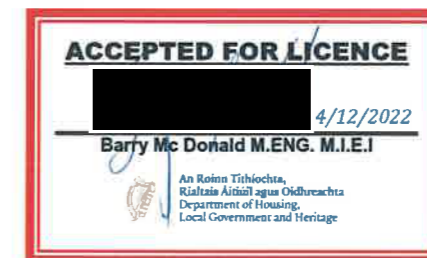 ACCEPTED FOR LICENCE
4/12/2022
Barry Mc Donald M.ENG. M.I.E.I
An Roinn Tithíochta,
Rialtais Áitiúil agus Oidhreachta
Department of Housing,
Local Government and Heritage